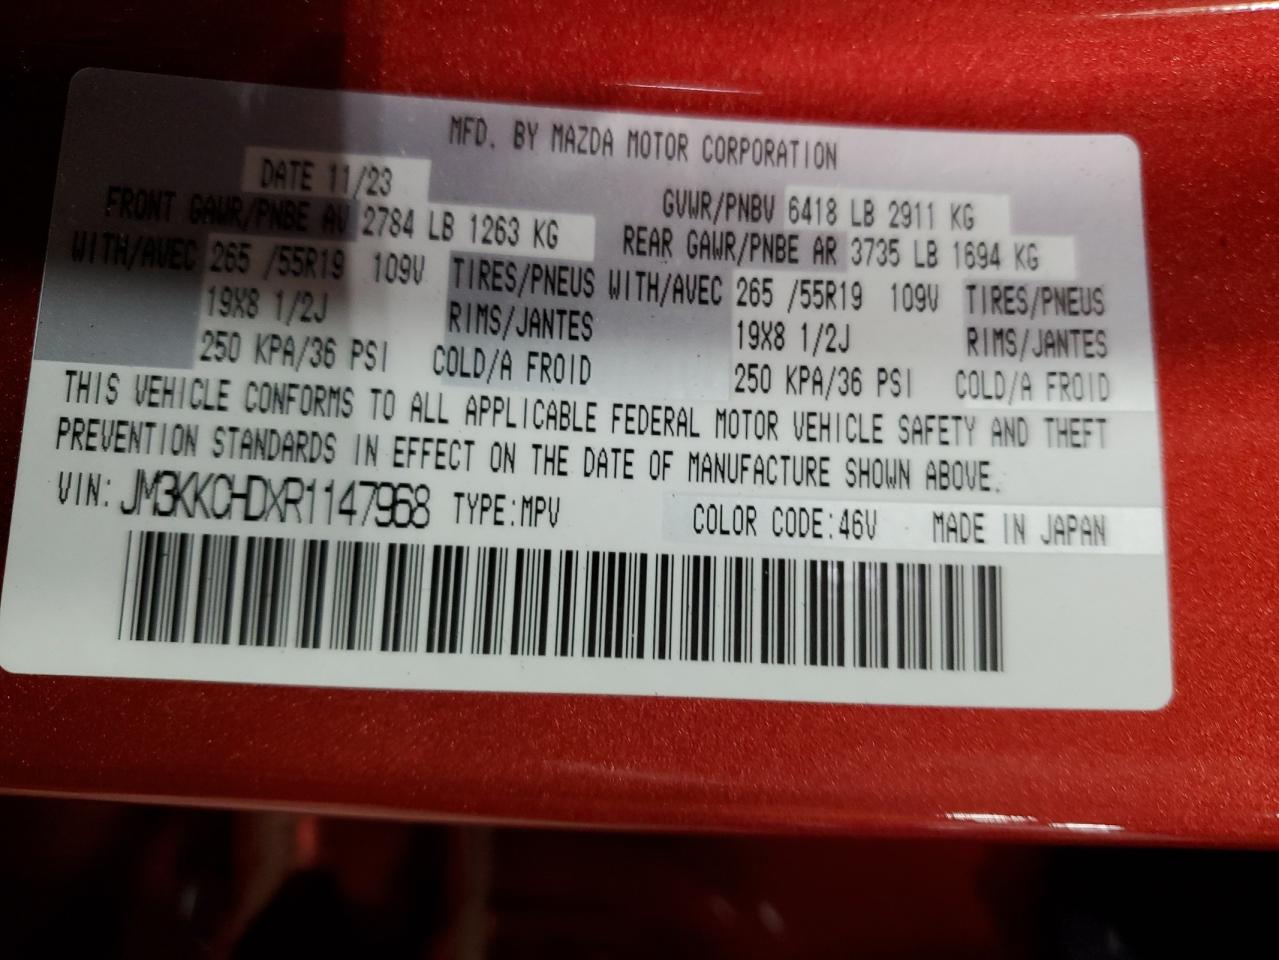 MFD. BY MAZDA MOTOR CORPORATION
DATE 11/23 GVWR/PNBV 6418 LB 2911 KG
FRONT GAWR/PNBE AV 2784 LB 1263 KG REAR GAWR/PNBE AR 3735 LB 1694 KG
WITH/AVEC 265 /55R19 109V TIRES/PNEUS WITH/AVEC 265 /55R19 109V TIRES/PNEUS
19X8 1/2J RIMS/JANTES 19X8 1/2J RIMS/JANTES
250 KPA/36 PSI COLD/A FROID 250 KPA/36 PSI COLD/A FROID
THIS VEHICLE CONFORMS TO ALL APPLICABLE FEDERAL MOTOR VEHICLE SAFETY AND THEFT
PREVENTION STANDARDS IN EFFECT ON THE DATE OF MANUFACTURE SHOWN ABOVE.
VIN: JM3KKCHDXR1147968 TYPE:MPV COLOR CODE:46V MADE IN JAPAN